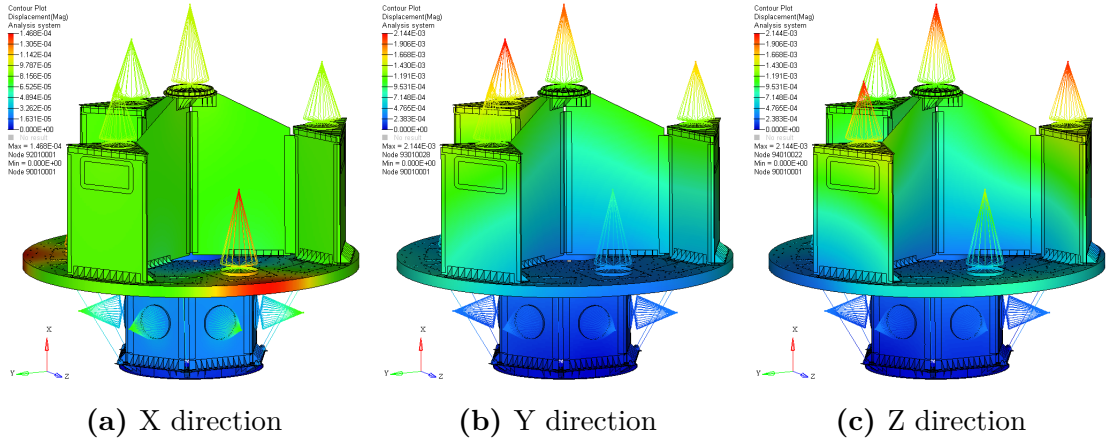 Contour Plot
Displacement(Mag)
Analysis system
1.468E-04
1.305E-04
1.142E-04
9.787E-05
8.156E-05
6.525E-05
4.894E-05
3.262E-05
1.631E-05
0.000E+00
No result
Max = 1.468E-04
Node 92010001
Min = 0.000E+00
Node 90010001
X
Y
Z
(a) X direction
Contour Plot
Displacement(Mag)
Analysis system
2.144E-03
1.906E-03
1.668E-03
1.430E-03
1.191E-03
9.531E-04
7.148E-04
4.765E-04
2.383E-04
0.000E+00
No result
Max = 2.144E-03
Node 93010028
Min = 0.000E+00
Node 90010001
X
Y
Z
(b) Y direction
Contour Plot
Displacement(Mag)
Analysis system
2.144E-03
1.906E-03
1.668E-03
1.430E-03
1.191E-03
9.531E-04
7.148E-04
4.765E-04
2.383E-04
0.000E+00
No result
Max = 2.144E-03
Node 94010022
Min = 0.000E+00
Node 90010001
X
Y
Z
(c) Z direction